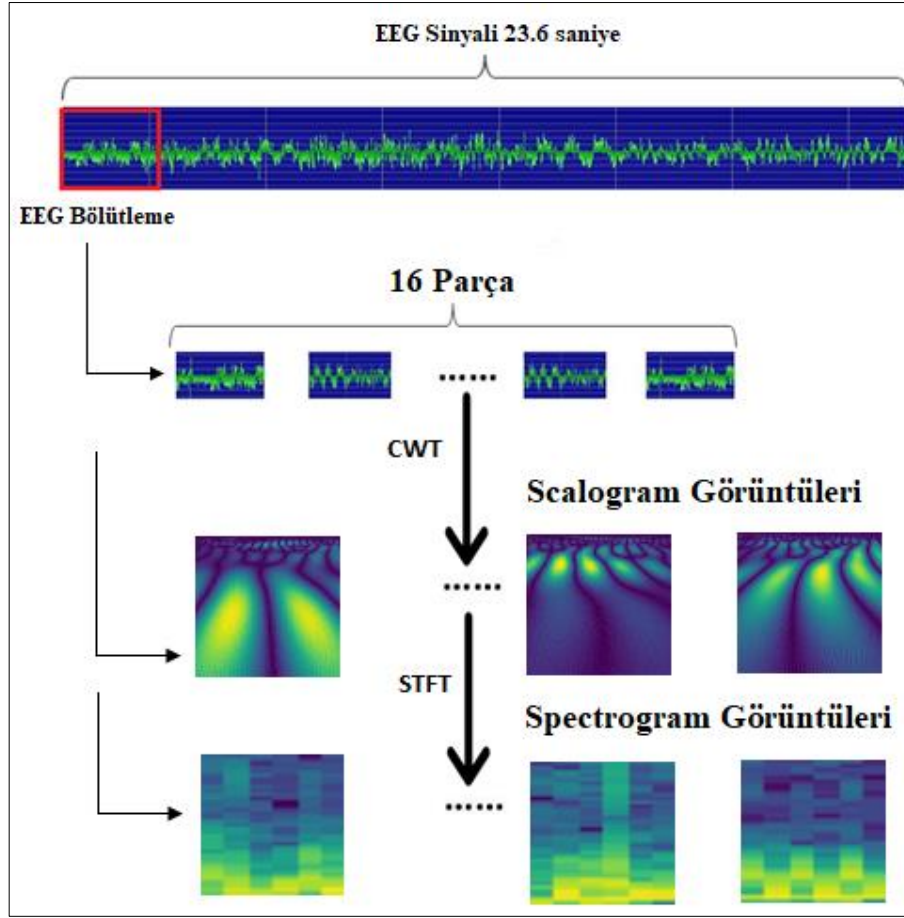 EEG Sinyali 23.6 saniye
EEG Bölütleme
16 Parça
......
CWT
Scalogram Görüntüleri
......
STFT
Spectrogram Görüntüleri
......